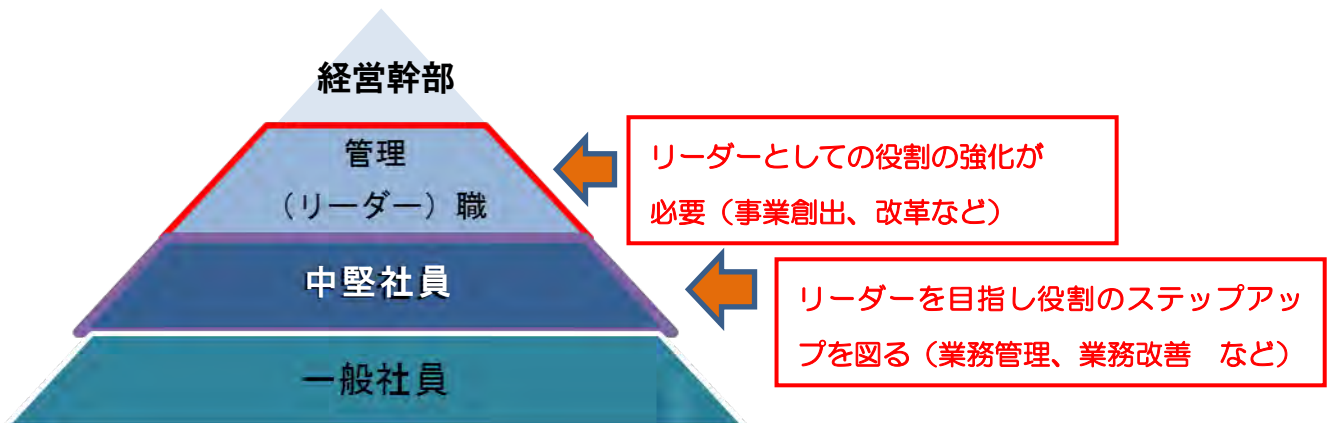 経営幹部
管理
（リーダー）職
リーダーとしての役割の強化が
必要（事業創出、改革など）
中堅社員
リーダーを目指し役割のステップアッ
プを図る（業務管理、業務改善　など）
一般社員